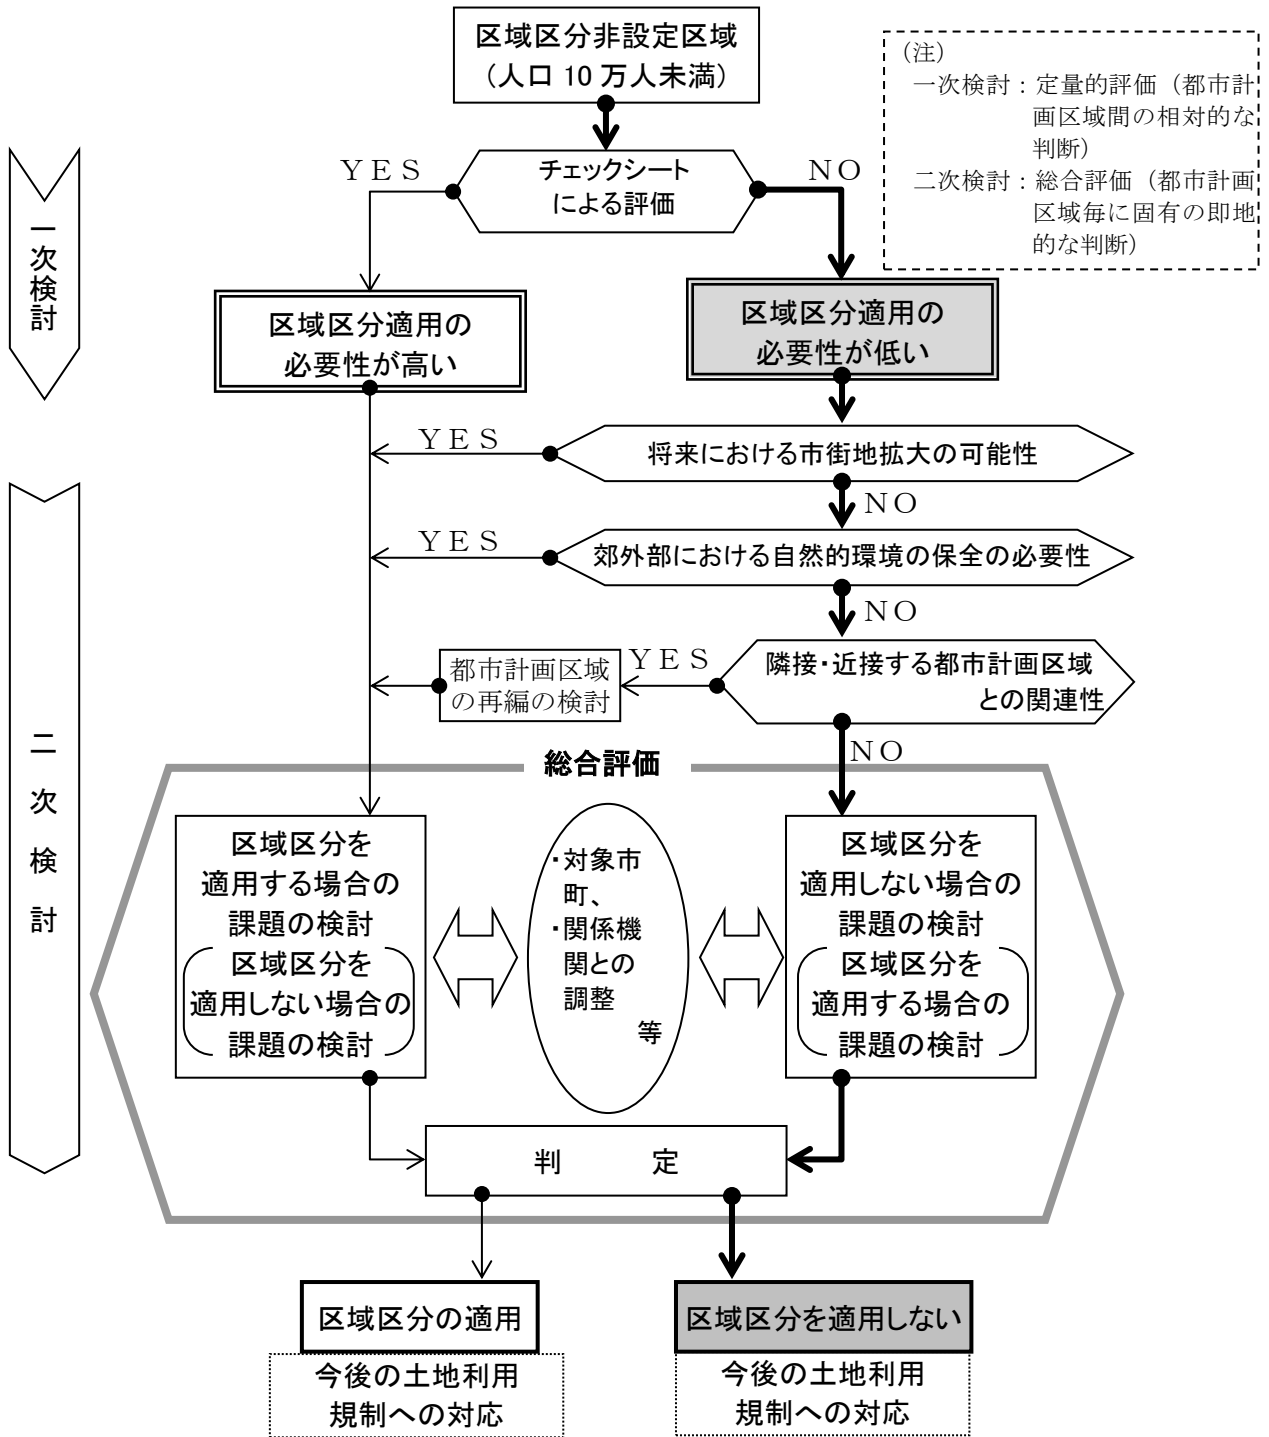 区域区分非設定区域
(人口 10 万人未満)
(注)
一次検討：定量的評価（都市計
画区域間の相対的な
判断）
二次検討：総合評価（都市計画
区域毎に固有の即地
的な判断）
一次検討
YES
チェックシート
による評価
NO
区域区分適用の
必要性が高い
区域区分適用の
必要性が低い
YES
将来における市街地拡大の可能性
NO
YES
郊外部における自然的環境の保全の必要性
NO
都市計画区域
の再編の検討
YES
隣接・近接する都市計画区域
との関連性
NO
二次検討
総合評価
区域区分を
適用する場合の
課題の検討
区域区分を
適用しない場合の
課題の検討
・対象市
町、
・関係機
関との
調整
等
区域区分を
適用しない場合の
課題の検討
区域区分を
適用する場合の
課題の検討
判　　定
区域区分の適用
今後の土地利用
規制への対応
区域区分を適用しない
今後の土地利用
規制への対応